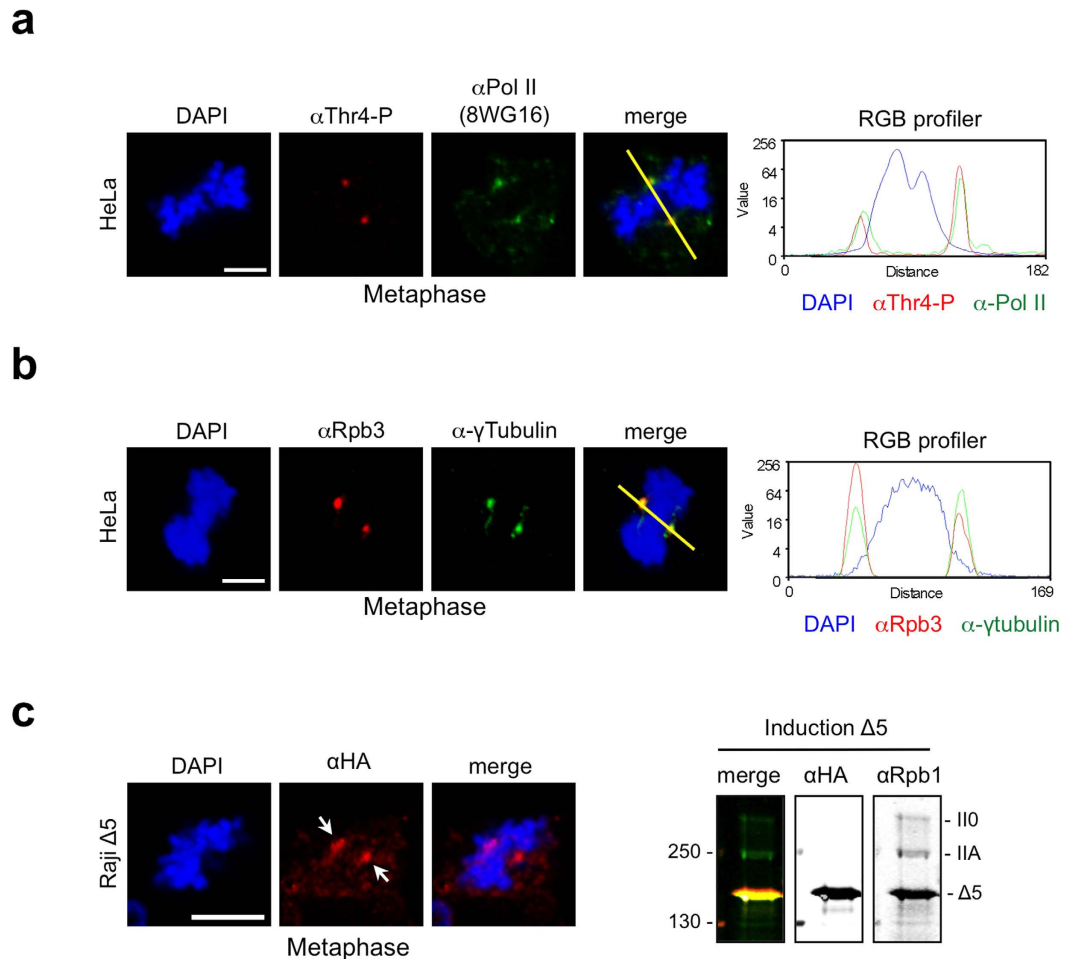 a
DAPI αThr4-P αPol II (8WG16) merge RGB profiler
HeLa
Metaphase
256
64
16
4
0
Value
0 Distance 182
DAPI αThr4-P α-Pol II
b
DAPI αRpb3 α-γTubulin merge RGB profiler
HeLa
Metaphase
256
64
16
4
0
Value
0 Distance 169
DAPI αRpb3 α-γtubulin
c
DAPI αHA merge
Raji Δ5
Metaphase
Induction Δ5
merge αHA αRpb1
250 -
130 -
- II0
- IIA
- Δ5